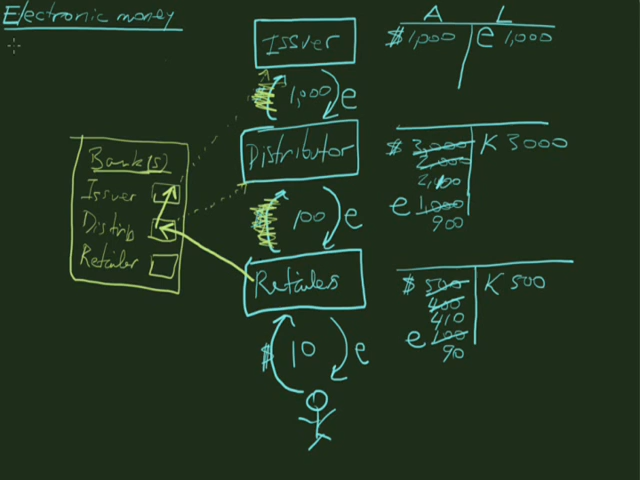 Electronic money
Issuer
A L
$ 1,000 e 1,000
1,000 e
Distributor
$ 3,000 K 3000
2,000
2,100
e 1,000
900
Bank(s)
Issuer
Distrib
Retailer
100 e
Retailes
$ 500 K 500
400
410
e 100
90
$ 10 e